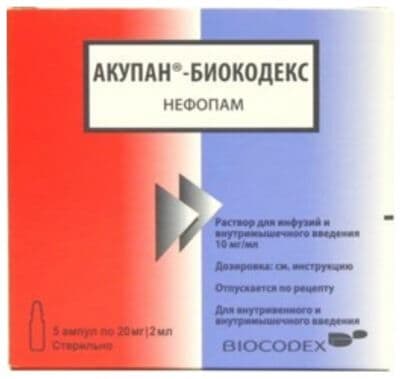 АКУПАН®-БИОКОДЕКС
НЕФОПАМ
Раствор для инфузий и
внутримышечного введения
10 мг/мл
Дозировка: см. инструкцию
Отпускается по рецепту
Для внутривенного и
внутримышечного введения
5 ампул по 20 мг|2 мл
Стерильно
BIOCODEX